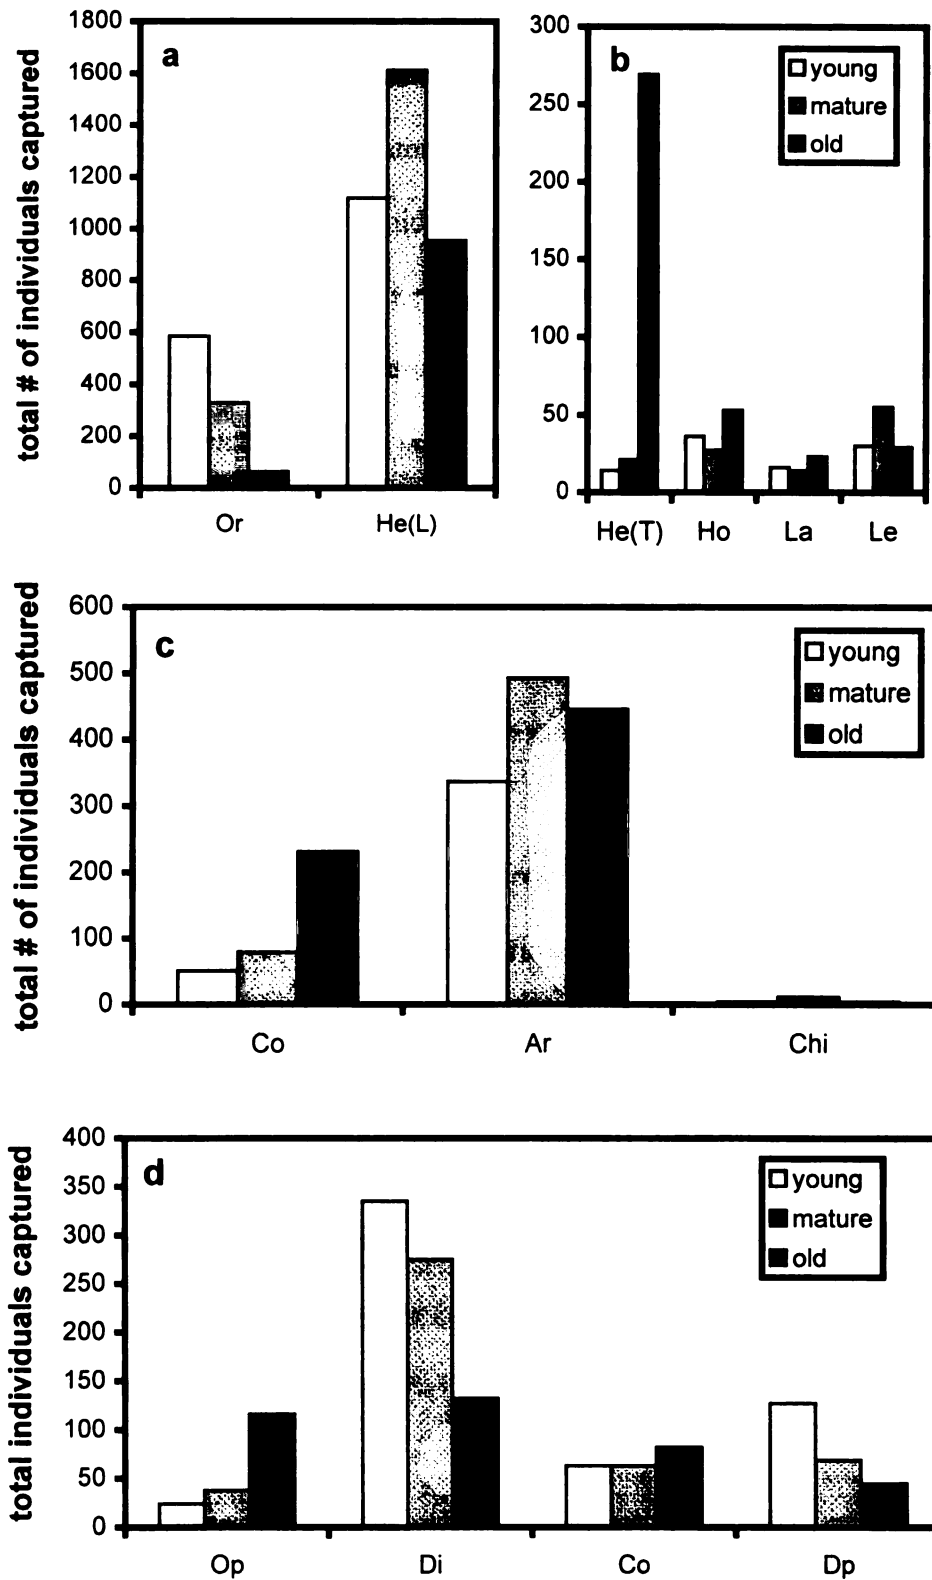 a
total # of individuals captured
1800
1600
1400
1200
1000
800
600
400
200
0
Or He(L)
b
300
250
200
150
100
50
0
young
mature
old
He(T) Ho La Le
c
total # of individuals captured
600
500
400
300
200
100
0
young
mature
old
Co Ar Chi
d
total individuals captured
400
350
300
250
200
150
100
50
0
young
mature
old
Op Di Co Dp